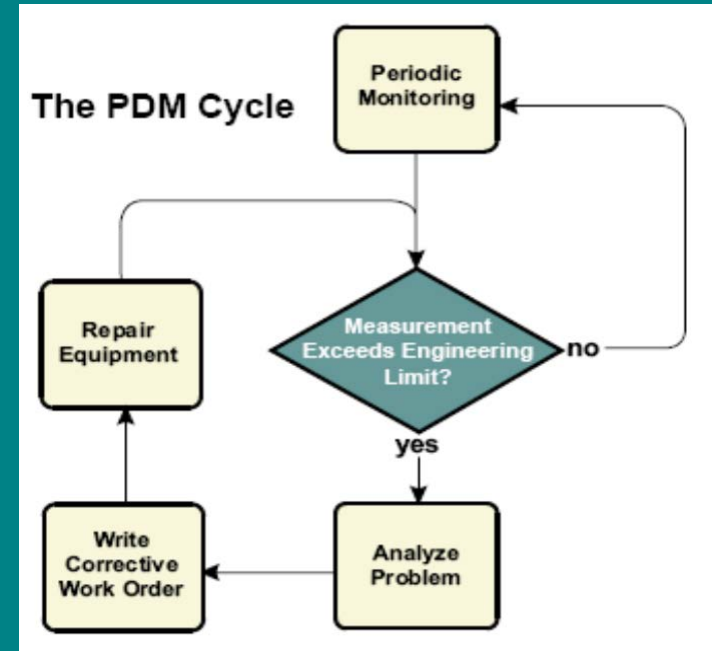 The PDM Cycle
Periodic
Monitoring
Measurement
Exceeds Engineering
Limit?
no
yes
Analyze
Problem
Write
Corrective
Work Order
Repair
Equipment